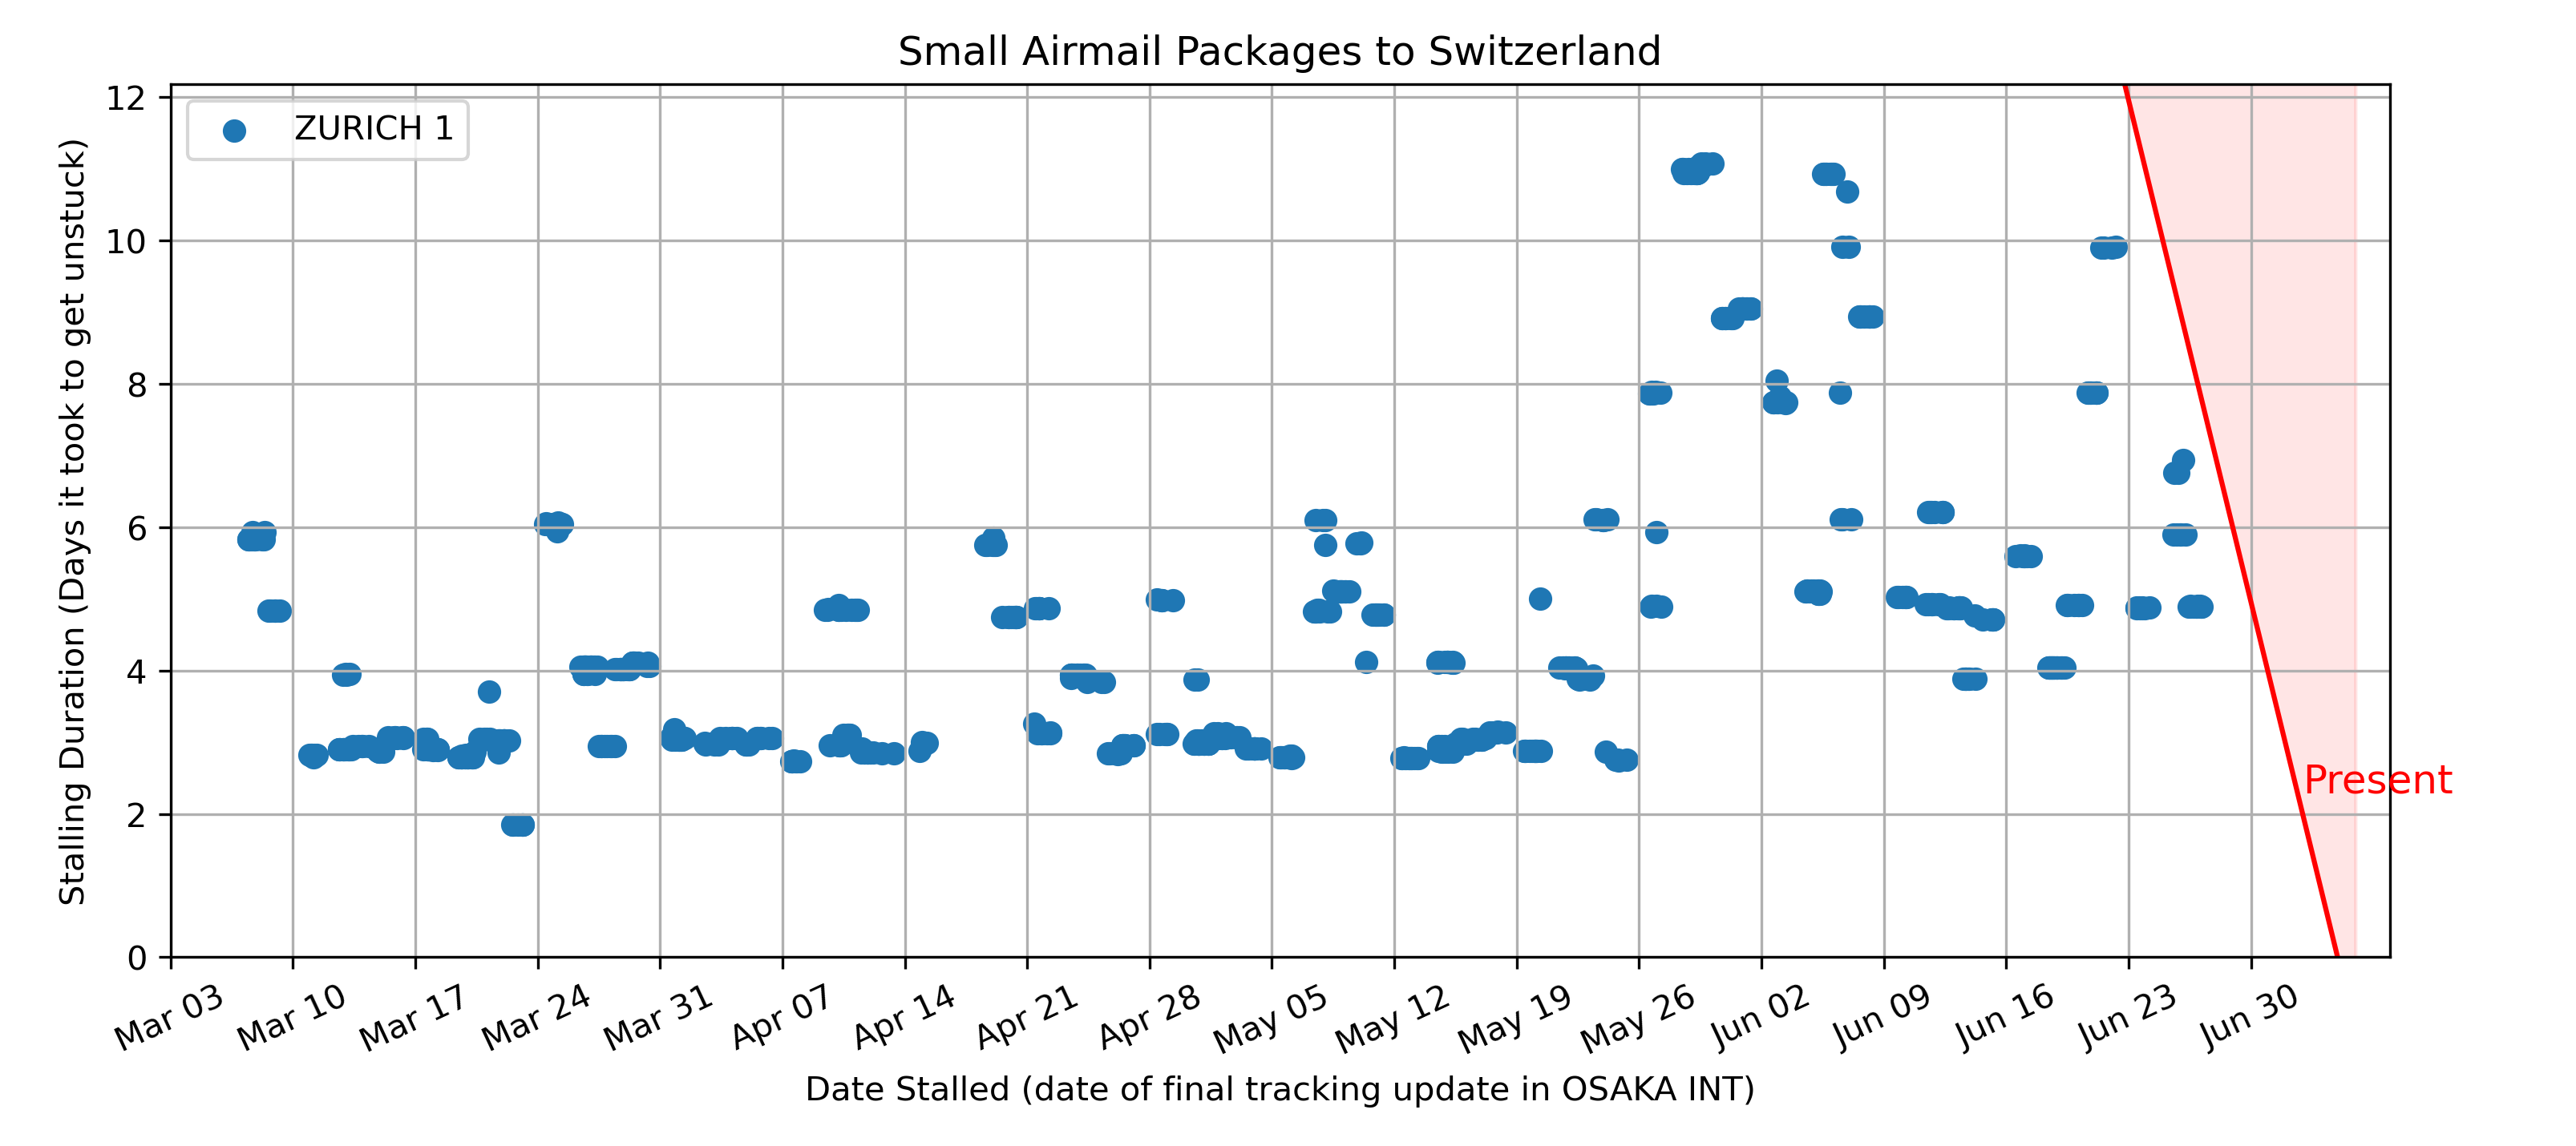 Small Airmail Packages to Switzerland
ZURICH 1
Stalling Duration (Days it took to get unstuck)
12
10
8
6
4
2
0
Present
Mar 03
Mar 10
Mar 17
Mar 24
Mar 31
Apr 07
Apr 14
Apr 21
Apr 28
May 05
May 12
May 19
May 26
Jun 02
Jun 09
Jun 16
Jun 23
Jun 30
Date Stalled (date of final tracking update in OSAKA INT)